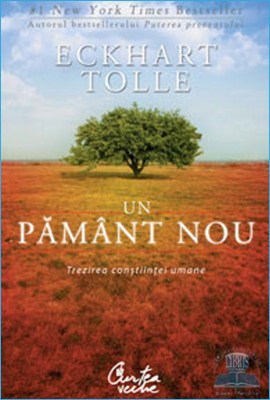 #1 New York Times Bestseller
Autorul bestsellerului Puterea prezentului
ECKHART
TOLLE
UN
PĂMÂNT NOU
Trezirea conștiinței umane
Curtea
veche
LIBRIS